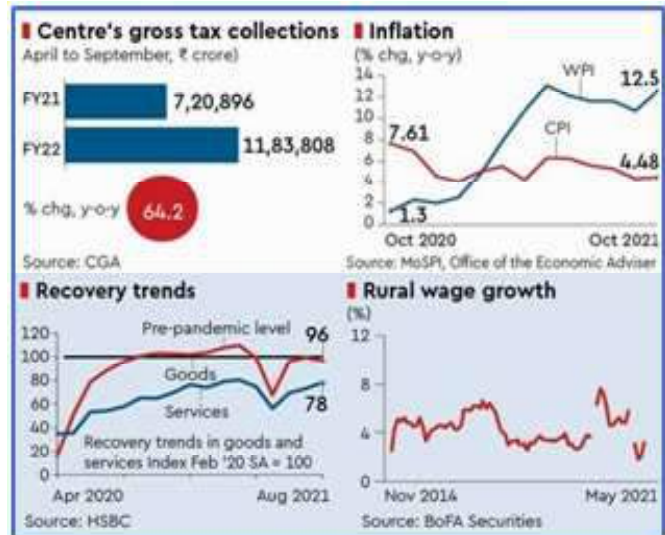 Centre's gross tax collections
April to September, ₹ crore)
FY21
7,20,896
FY22
11,83,808
% chg, y-o-y
64.2
Source: CGA
Inflation
(% chg, y-o-y)
14
12
10
8
6
4
2
0
WPI
12.5
7.61
CPI
4.48
1.3
Oct 2020
Oct 2021
Source: MoSPI, Office of the Economic Adviser
Recovery trends
120
100
80
60
40
20
0
Pre-pandemic level
96
Goods
Services
78
Recovery trends in goods and
services Index Feb '20 SA = 100
Apr 2020
Aug 2021
Source: HSBC
Rural wage growth
(%)
12
8
4
0
Nov 2014
May 2021
Source: BoFA Securities